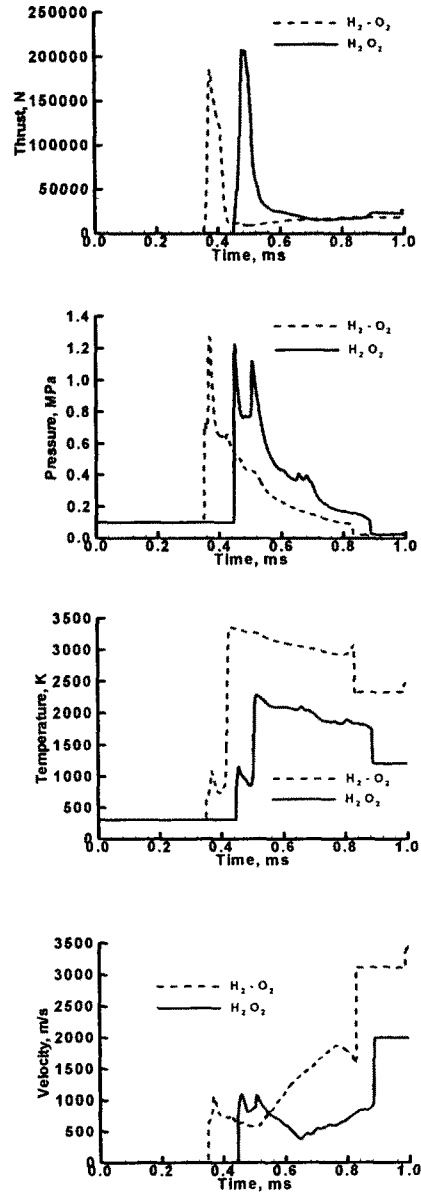 Thrust, N
250000
200000
150000
100000
50000
0
H₂ - O₂
H₂O₂
0.0 0.2 0.4 0.6 0.8 1.0
Time, ms
Pressure, MPa
1.4
1.2
1.0
0.8
0.6
0.4
0.2
0.0
H₂ - O₂
H₂O₂
0.0 0.2 0.4 0.6 0.8 1.0
Time, ms
Temperature, K
3500
3000
2500
2000
1500
1000
500
0
H₂ - O₂
H₂O₂
0.0 0.2 0.4 0.6 0.8 1.0
Time, ms
Velocity, m/s
3500
3000
2500
2000
1500
1000
500
0
H₂ - O₂
H₂O₂
0.0 0.2 0.4 0.6 0.8 1.0
Time, ms